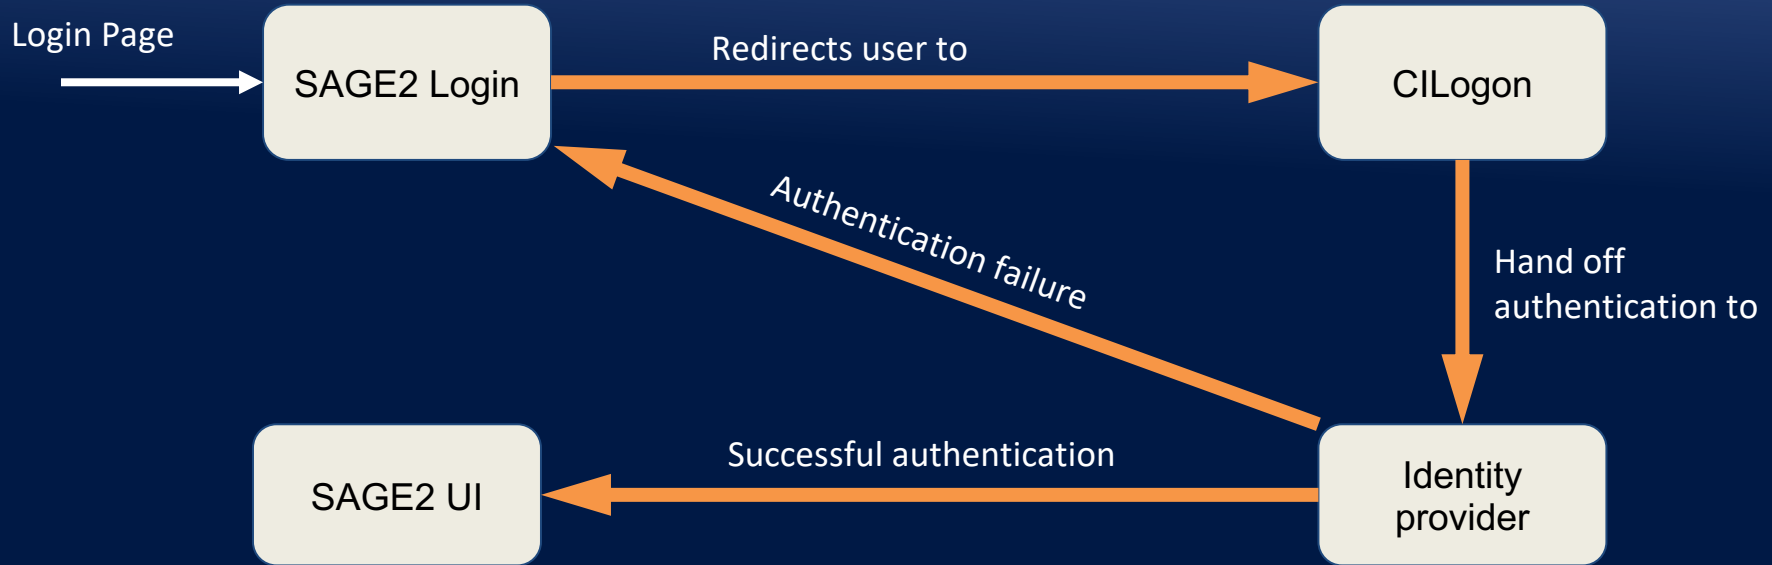 Login Page
SAGE2 Login
Redirects user to
CILogon
Authentication failure
Hand off
authentication to
SAGE2 UI
Successful authentication
Identity
provider